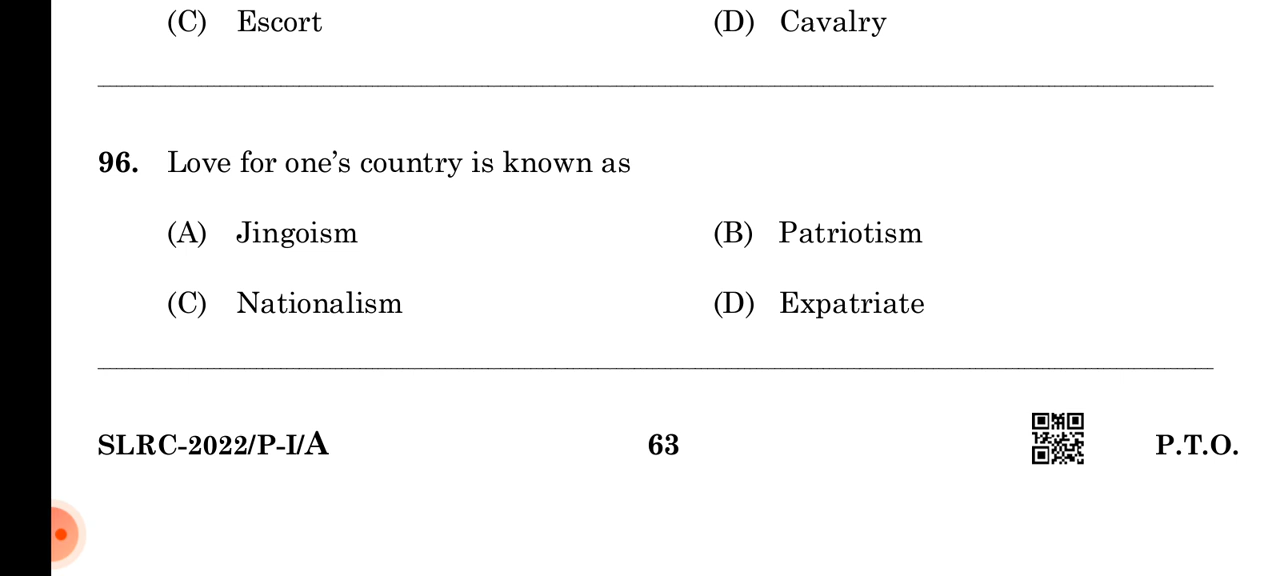 (C) Escort (D) Cavalry
96. Love for one’s country is known as
(A) Jingoism (B) Patriotism
(C) Nationalism (D) Expatriate
SLRC-2022/P-I/A 63 P.T.O.